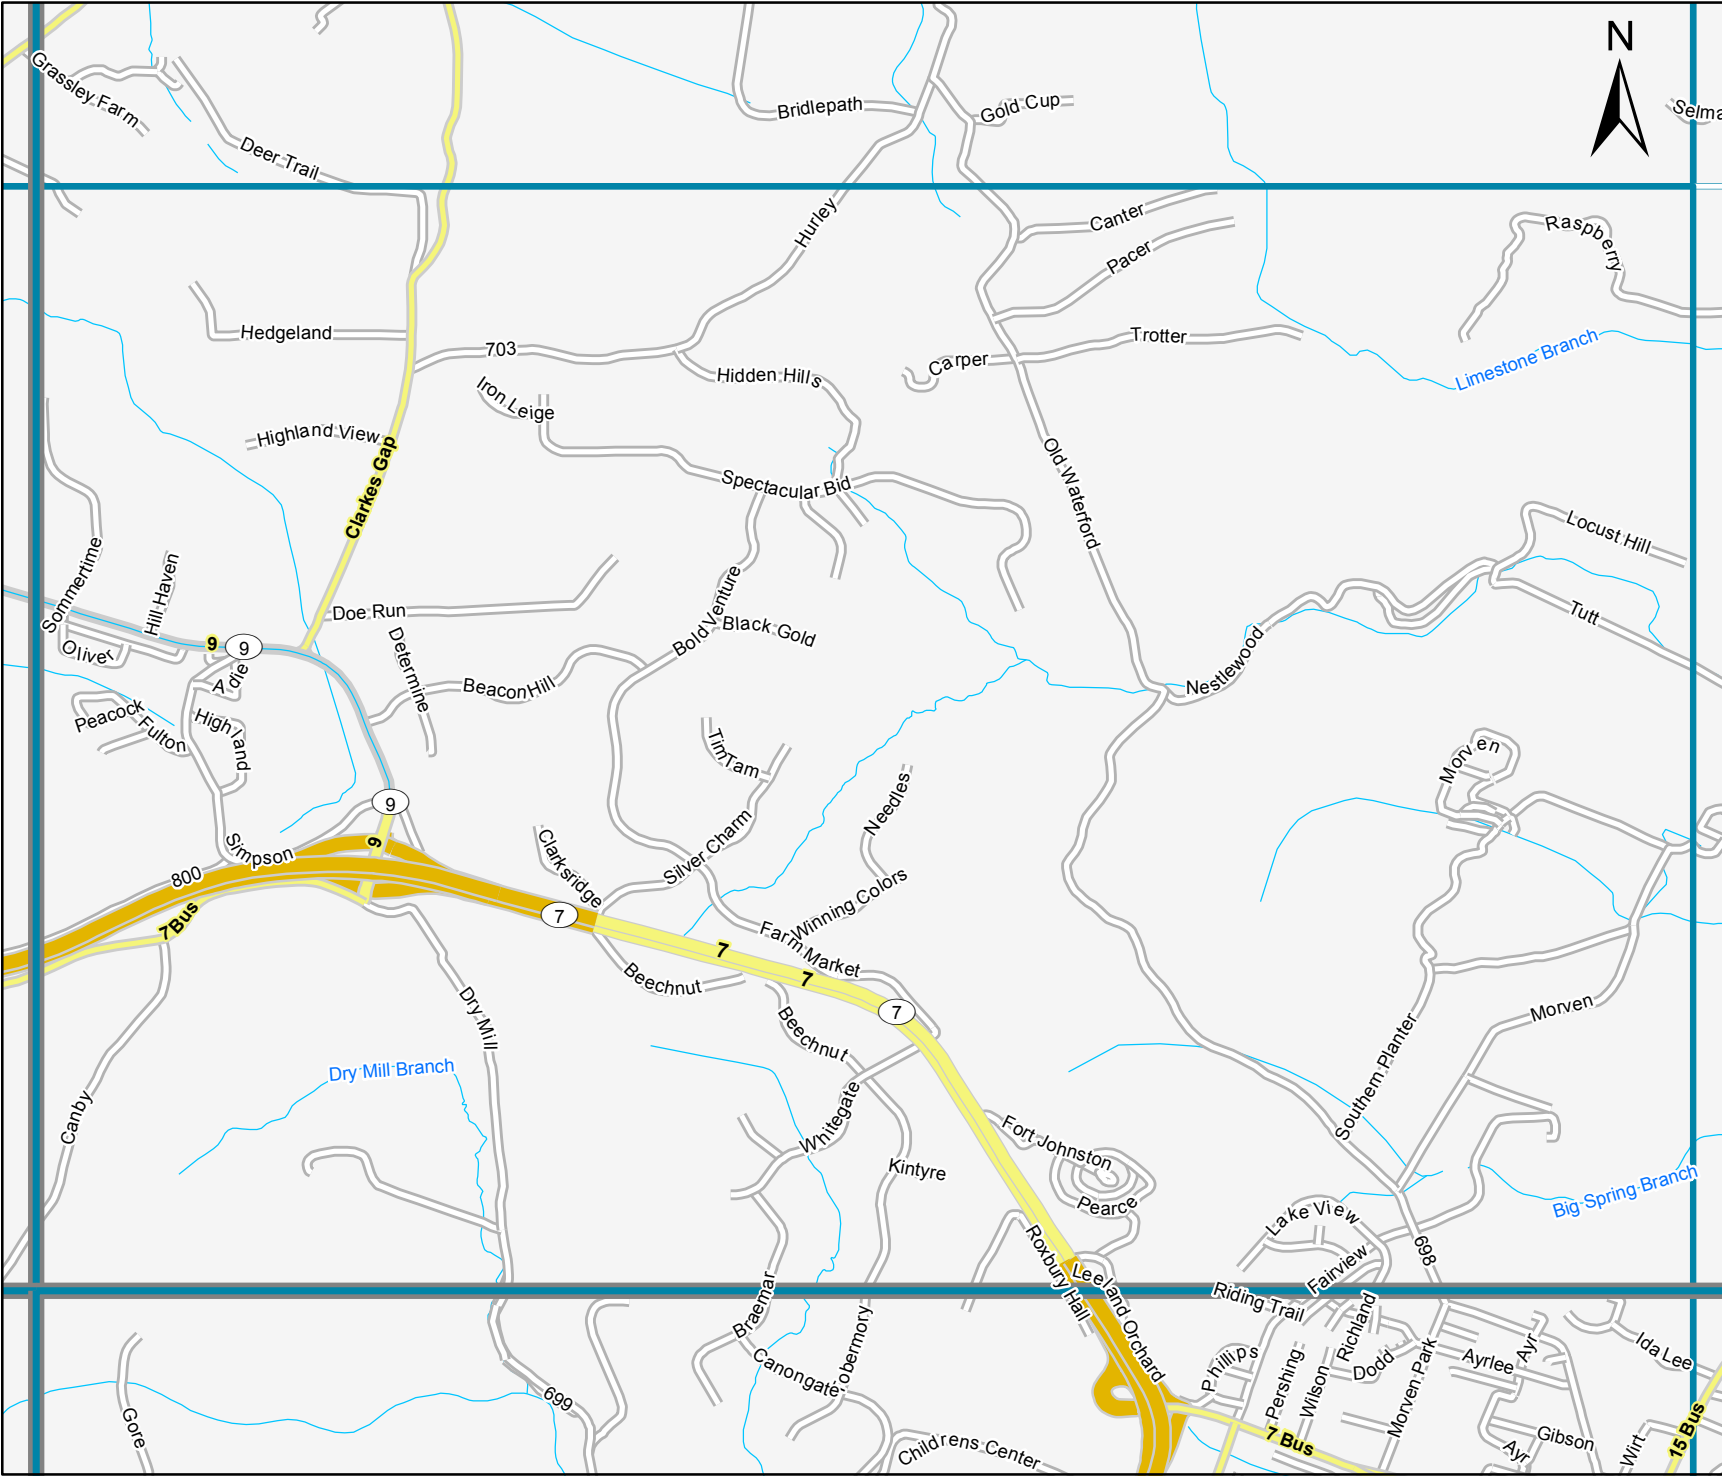 N
Grassley Farm
Bridlepath
Gold Cup
Selma
Deer Trail
Hurley
Canter
Pacer
Raspberry
Hedgeland
703
Trotter
Carper
Limestone Branch
Hidden Hills
Iron Leige
Highland View
Clarkes Gap
Spectacular Bid
Old Waterford
Locust Hill
Sommertime
Hill Haven
Doe Run
Bold Venture
Black Gold
Tutt
9
9
Oliver
Adie
Determine
Beacon Hill
Nestlewood
Peacock
Fulton
Highland
Tim Tam
Morven
9
9
Needles
Simpson
800
Clarksridge
Silver Charm
Winning Colors
7 Bus
7
7
Farm Market
7
Beechnut
7
Dry Mill
Beechnut
Morven
Dry Mill Branch
Southern Planter
Canby
Whitegate
Fort Johnston
Kintyre
Pearce
Big Spring Branch
Lake View
698
Roxbury Hall
Fairview
Leeland Orchard
Riding Trail
Braemar
Richland
Canongate
obermory
Phillips
Pershing
Wilson
Dodd
Morven Park
Ayrlee
Ayr
Ida Lee
699
Gore
Childrens Center
7 Bus
Ayr
Gibson
Wirt
15 Bus